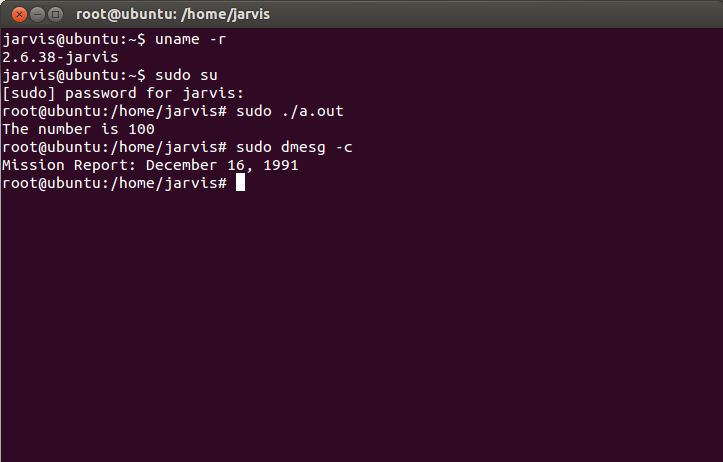 root@ubuntu: /home/jarvis
jarvis@ubuntu:~$ uname -r
2.6.38-jarvis
jarvis@ubuntu:~$ sudo su
[sudo] password for jarvis:
root@ubuntu:/home/jarvis# sudo ./a.out
The number is 100
root@ubuntu:/home/jarvis# sudo dmesg -c
Mission Report: December 16, 1991
root@ubuntu:/home/jarvis#